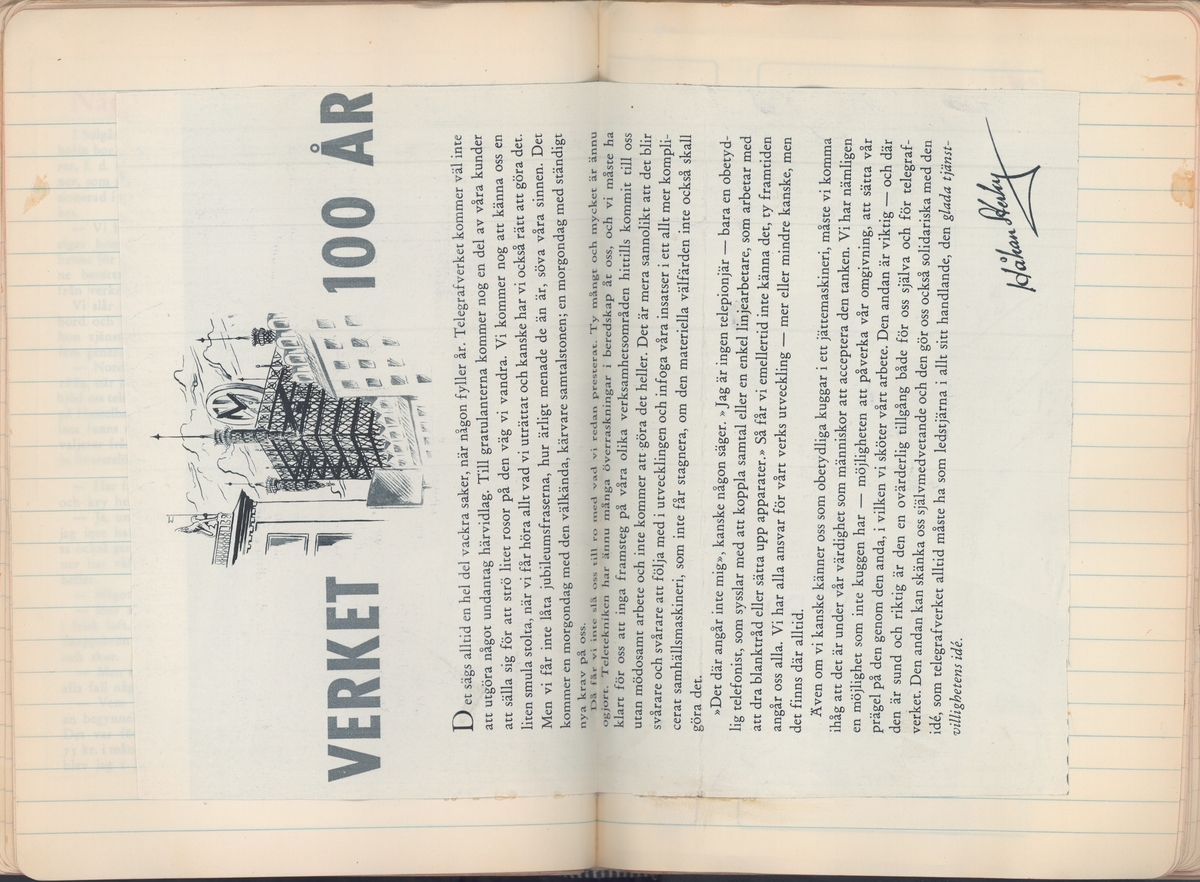 VERKET 100 ÅR
M
Det sägs alltid en hel del vackra saker, när någon fyller år. Telegrafverket kommer väl inte
att utgöra något undantag härvidlag. Till gratulanterna kommer nog en del av våra kunder
att sälla sig för att strö litet rosor på den väg vi vandra. Vi kommer nog att känna oss en
liten smula stolta, när vi får höra allt vad vi uträttat och kanske har vi också rätt att göra det.
Men vi får inte låta jubileumsfraserna, hur ärligt menade de än är, söva våra sinnen. Det
kommer en morgondag med den välkända, kärvare samtalstonen; en morgondag med ständigt
nya krav på oss.
Då får vi inte slå oss till ro med vad vi redan presterat. Ty mångt och mycket är ännu
ogjort. Teletekniken har ännu många överraskningar i beredskap åt oss, och vi måste ha
klart för oss att inga framsteg på våra olika verksamhetsområden hittills kommit till oss
utan mödosamt arbete och inte kommer att göra det heller. Det är mera sannolikt att det blir
svårare och svårare att följa med i utvecklingen och infoga våra insatser i ett allt mer kompli-
cerat samhällsmaskineri, som inte får stagnera, om den materiella välfärden inte också skall
göra det.
»Det där angår inte mig», kanske någon säger. »Jag är ingen telepionjär — bara en obetyd-
lig telefonist, som sysslar med att koppla samtal eller en enkel linjearbetare, som arbetar med
att dra blanktråd eller sätta upp apparater.» Så får vi emellertid inte känna det, ty framtiden
angår oss alla. Vi har alla ansvar för vårt verks utveckling — mer eller mindre kanske, men
det finns där alltid.
Även om vi kanske känner oss som obetydliga kuggar i ett jättemaskineri, måste vi komma
ihåg att det är under vår värdighet som människor att acceptera den tanken. Vi har nämligen
en möjlighet som inte kuggen har — möjligheten att påverka vår omgivning, att sätta vår
prägel på den genom den anda, i vilken vi sköter vårt arbete. Den andan är viktig — och där
den är sund och riktig är den en ovärderlig tillgång både för oss själva och för telegraf-
verket. Den andan kan skänka oss självmedvetande och den gör oss också solidariska med den
idé, som telegrafverket alltid måste ha som ledstjärna i allt sitt handlande, den glada tjänst-
villighetens idé.
Håkan Sterky